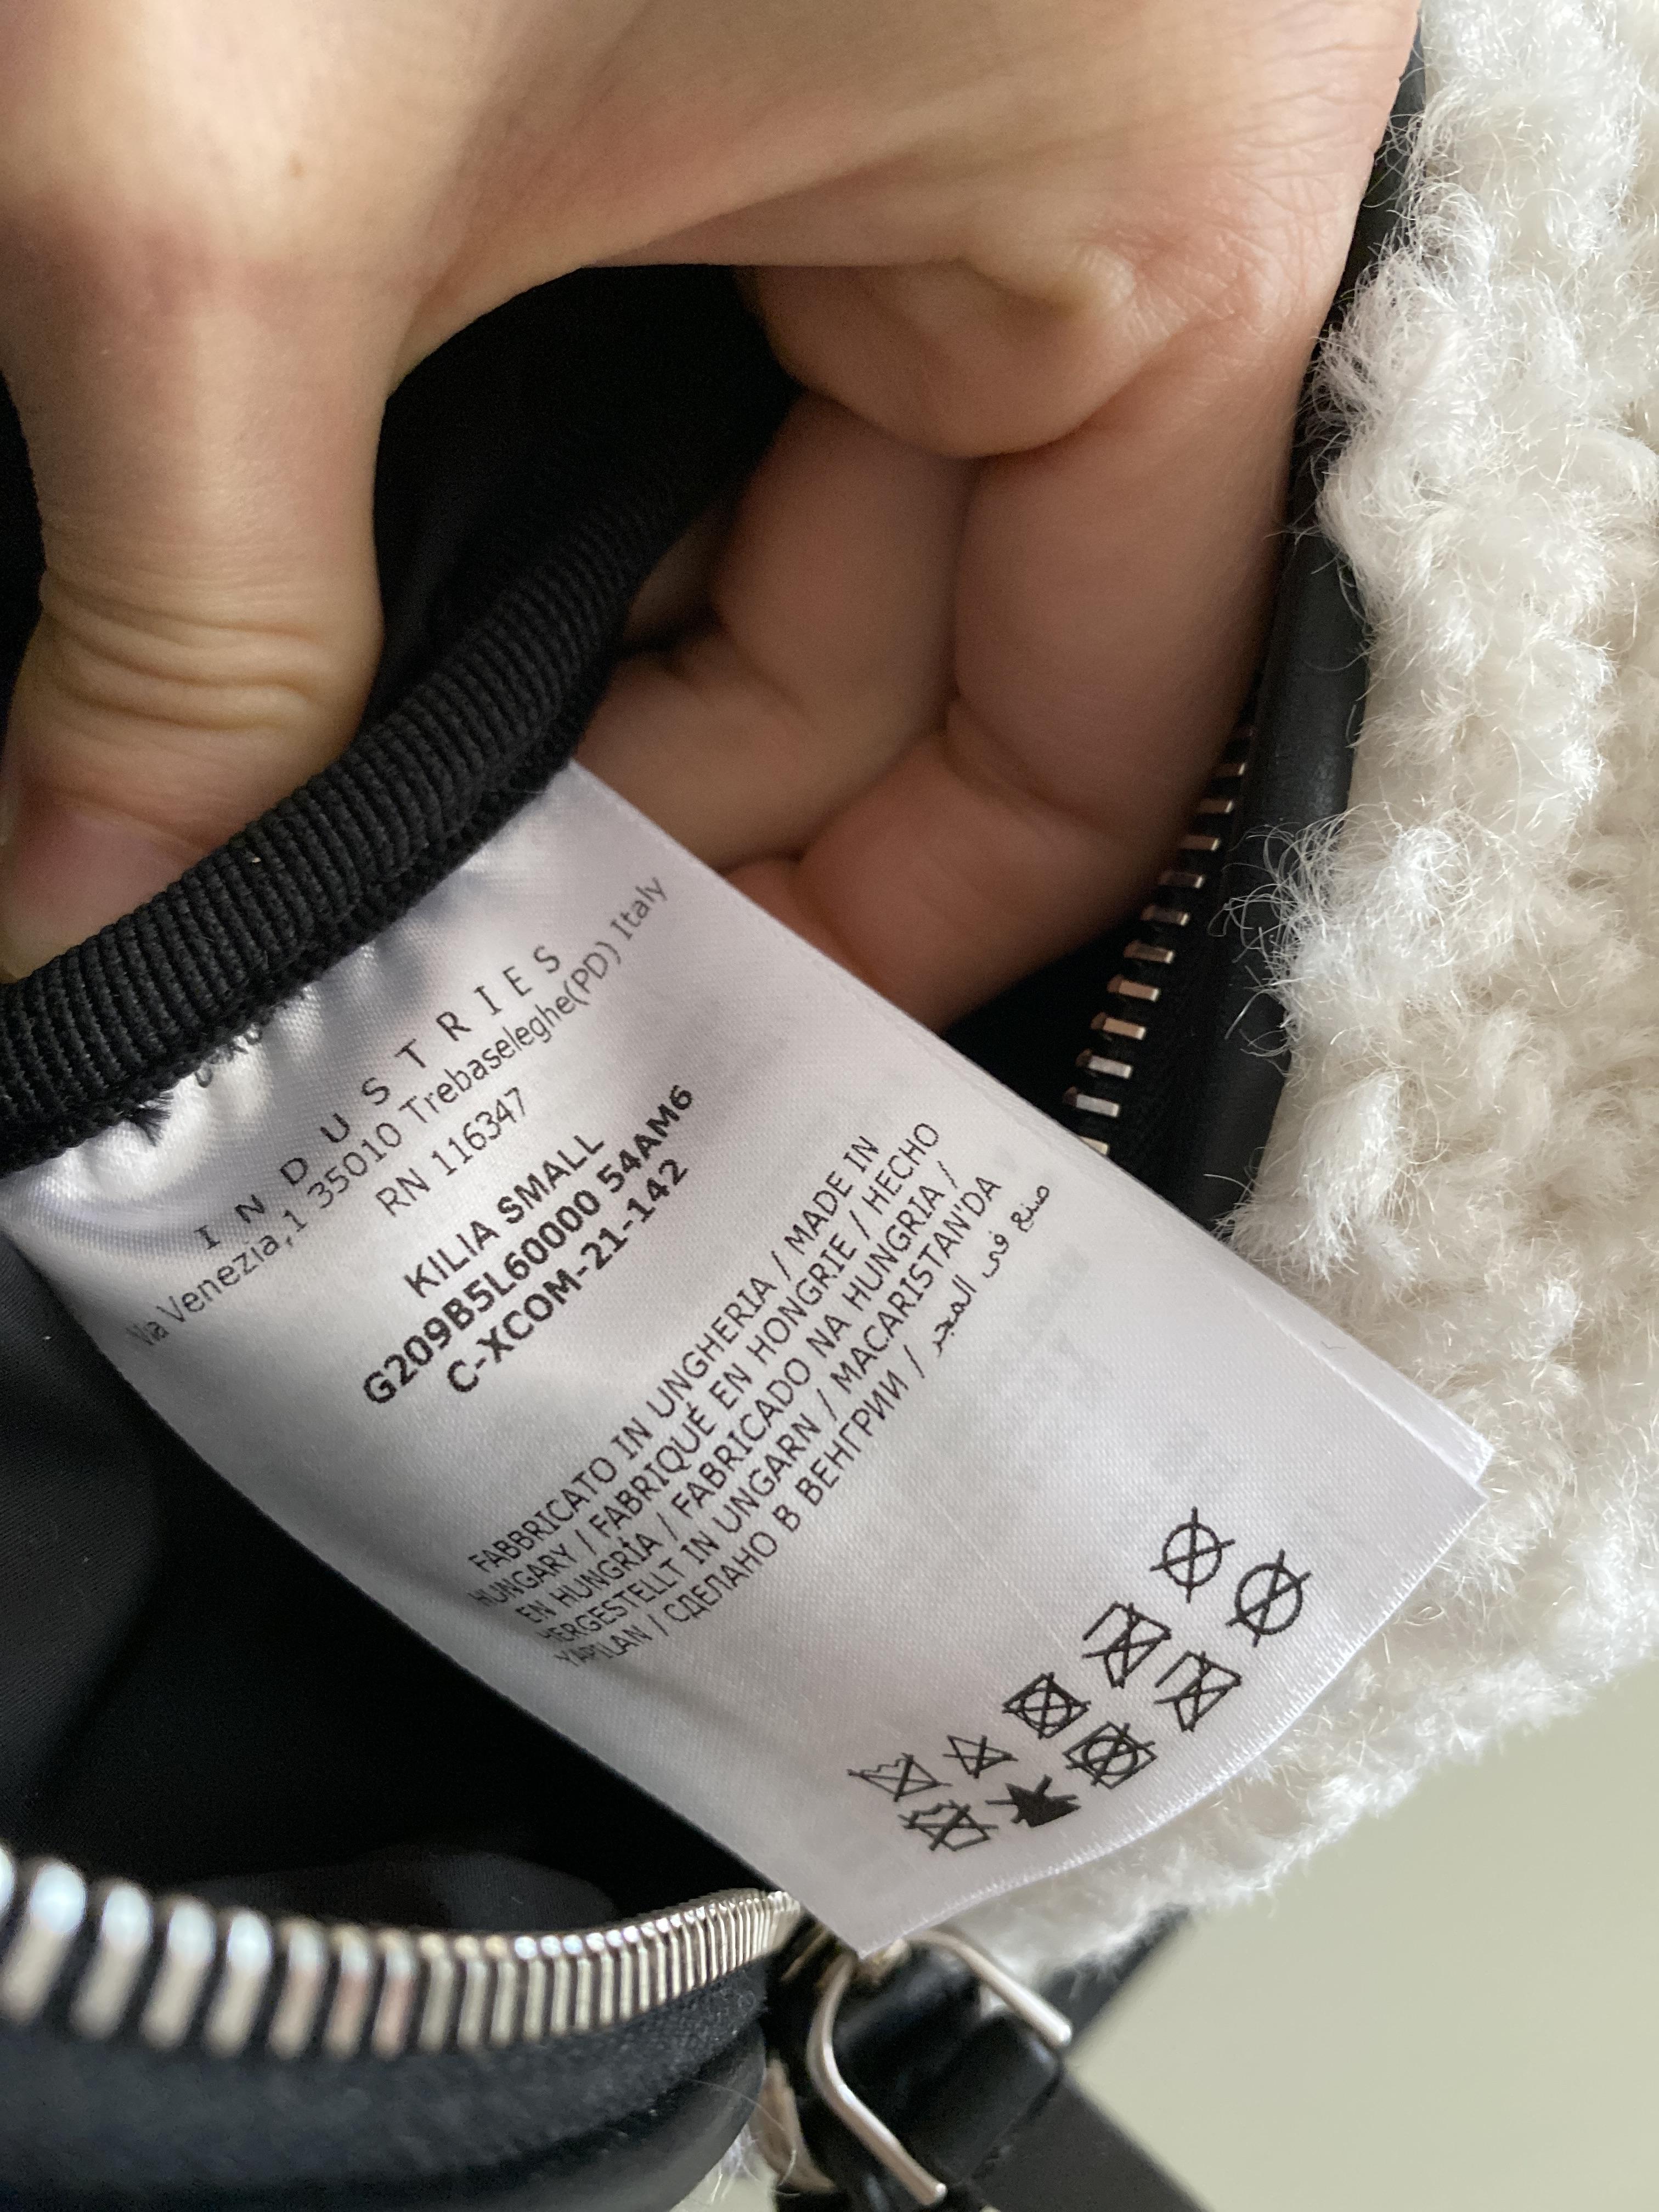 INDUSTRIES
Via Venezia,1 35010 Trebaseleghe(PD) Italy
RN 116347
KILIA SMALL
G209B5L60000 54AM6
C-XCOM-21-142
FABBRICATO IN UNGHERIA / MADE IN
HUNGARY / FABRIQUÉ EN HONGRIE / HECHO
EN HUNGRÍA / FABRICADO NA HUNGRIA /
HERGESTELLT IN UNGARN / MACARISTAN'DA
YAPILAN / СДЕЛАНО В ВЕНГРИИ / صنع في المجر